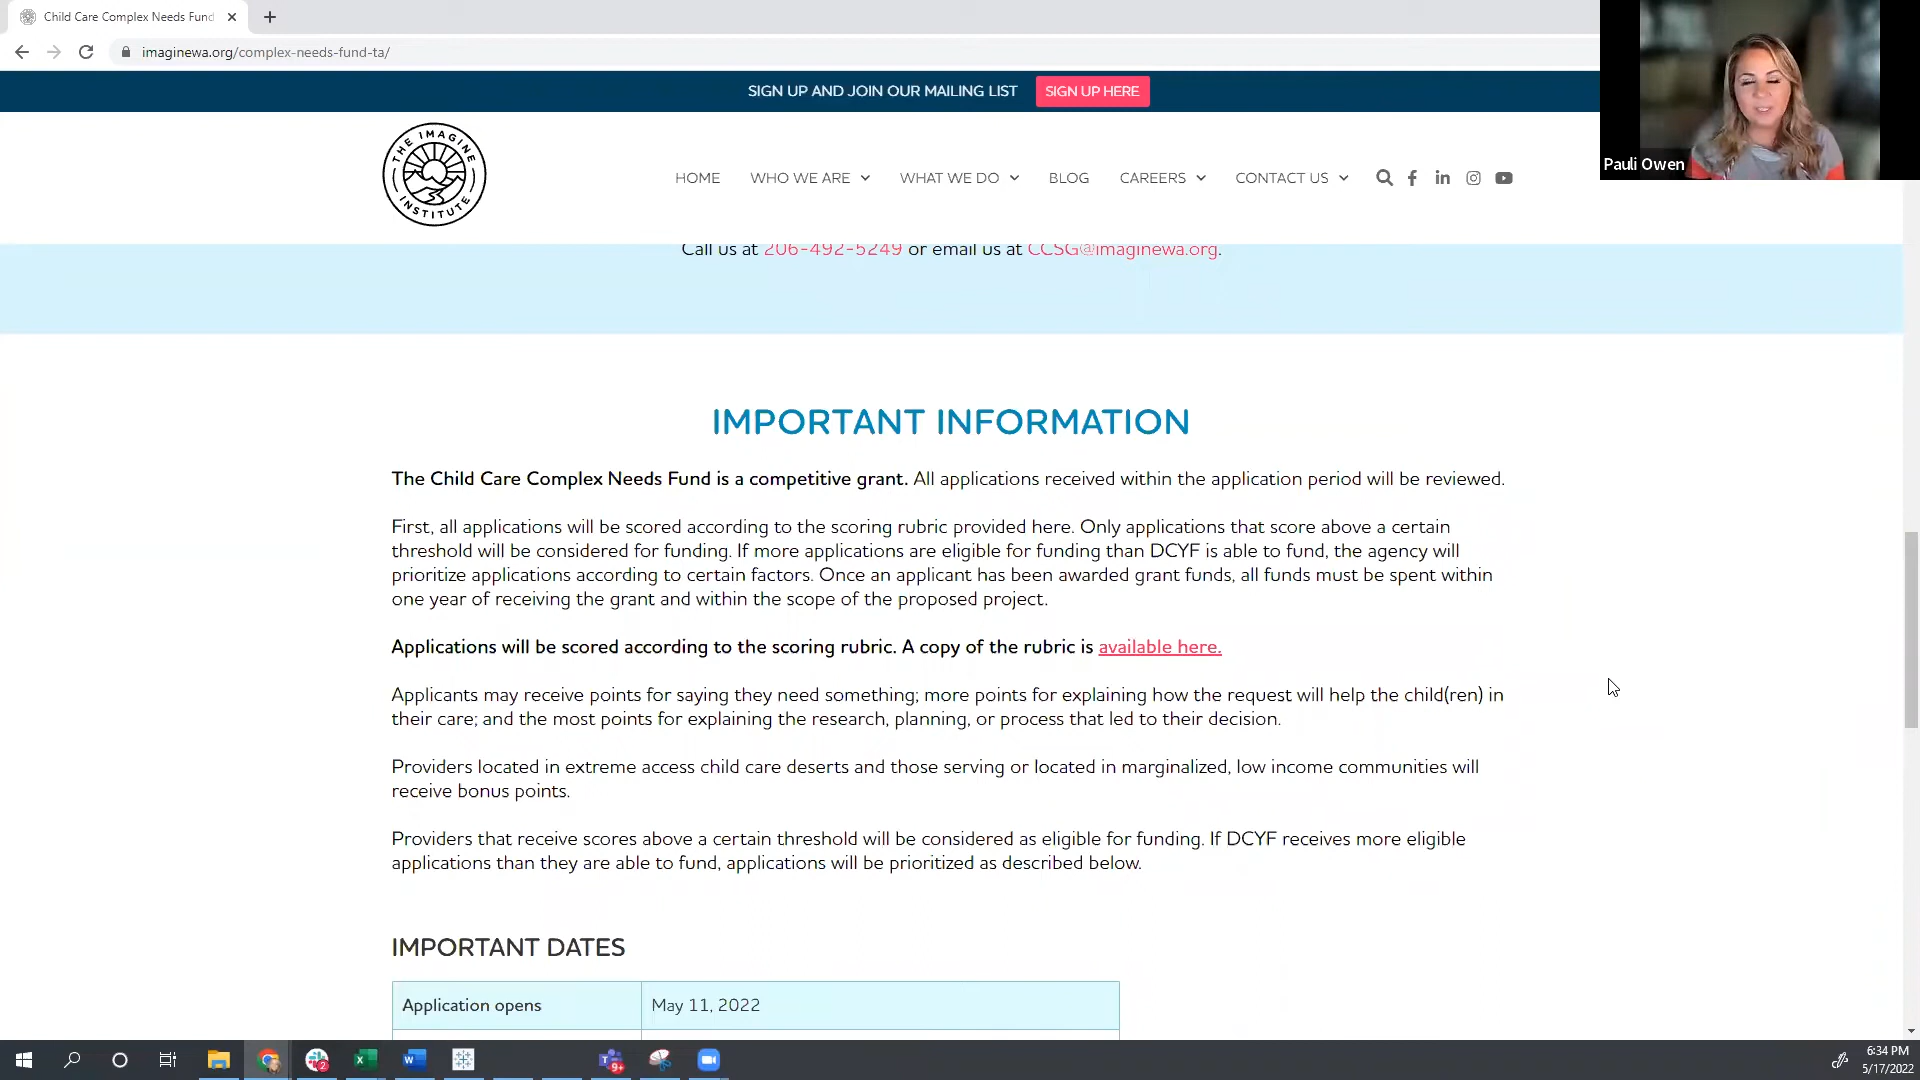 Child Care Complex Needs Fund
imaginewa.org/complex-needs-fund-ta/
SIGN UP AND JOIN OUR MAILING LIST SIGN UP HERE
THE IMAGINE INSTITUTE
HOME WHO WE ARE WHAT WE DO BLOG CAREERS CONTACT US
Pauli Owen
Call us at 206-492-5249 or email us at CCSG@imaginewa.org.
IMPORTANT INFORMATION
The Child Care Complex Needs Fund is a competitive grant. All applications received within the application period will be reviewed.
First, all applications will be scored according to the scoring rubric provided here. Only applications that score above a certain
threshold will be considered for funding. If more applications are eligible for funding than DCYF is able to fund, the agency will
prioritize applications according to certain factors. Once an applicant has been awarded grant funds, all funds must be spent within
one year of receiving the grant and within the scope of the proposed project.
Applications will be scored according to the scoring rubric. A copy of the rubric is available here.
Applicants may receive points for saying they need something; more points for explaining how the request will help the child(ren) in
their care; and the most points for explaining the research, planning, or process that led to their decision.
Providers located in extreme access child care deserts and those serving or located in marginalized, low income communities will
receive bonus points.
Providers that receive scores above a certain threshold will be considered as eligible for funding. If DCYF receives more eligible
applications than they are able to fund, applications will be prioritized as described below.
IMPORTANT DATES
Application opens May 11, 2022
6:34 PM
5/17/2022